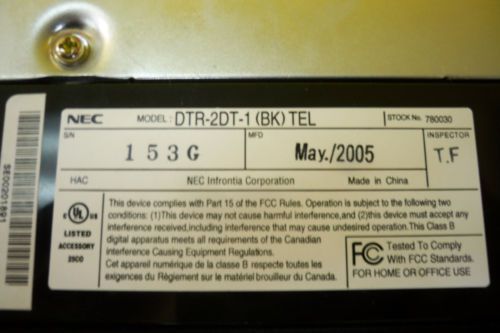 NEC MODEL: DTR-2DT-1 (BK) TEL STOCK No. 780030
S/N 153G MFD May./2005 INSPECTOR T.F
HAC NEC Infrontia Corporation Made in China
This device complies with Part 15 of the FCC Rules. Operation is subject to the following two
conditions: (1)This device may not cause harmful interference,and (2)this device must accept any
interference received,including interference that may cause undesired operation.This Class B
digital apparatus meets all requirements of the Canadian
interference Causing Equipment Regulations.
Cet appareil numérique de la classe B respecte toutes les
exigences du Règlement sur le matériel brouilleur du Canada.
C UL US
LISTED
ACCESSORY
25CO
FC Tested To Comply
With FCC Standards.
FOR HOME OR OFFICE USE
SE00201691